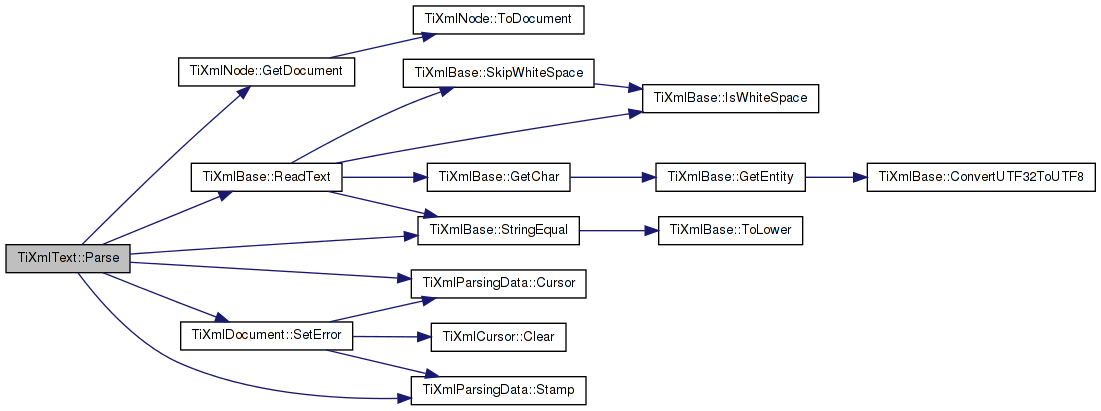 TiXmlNode::ToDocument
TiXmlNode::GetDocument
TiXmlBase::SkipWhiteSpace
TiXmlBase::IsWhiteSpace
TiXmlBase::ReadText
TiXmlBase::GetChar
TiXmlBase::GetEntity
TiXmlBase::ConvertUTF32ToUTF8
TiXmlBase::StringEqual
TiXmlBase::ToLower
TiXmlText::Parse
TiXmlParsingData::Cursor
TiXmlDocument::SetError
TiXmlCursor::Clear
TiXmlParsingData::Stamp